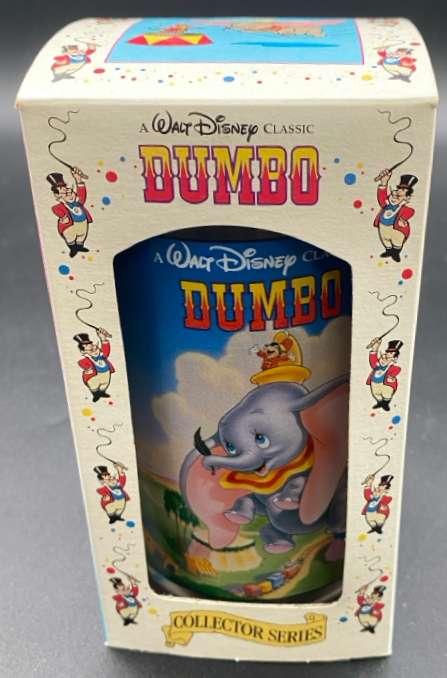 A WALT DISNEY CLASSIC
DUMBO
A WALT DISNEY
DUMBO
COLLECTOR SERIES